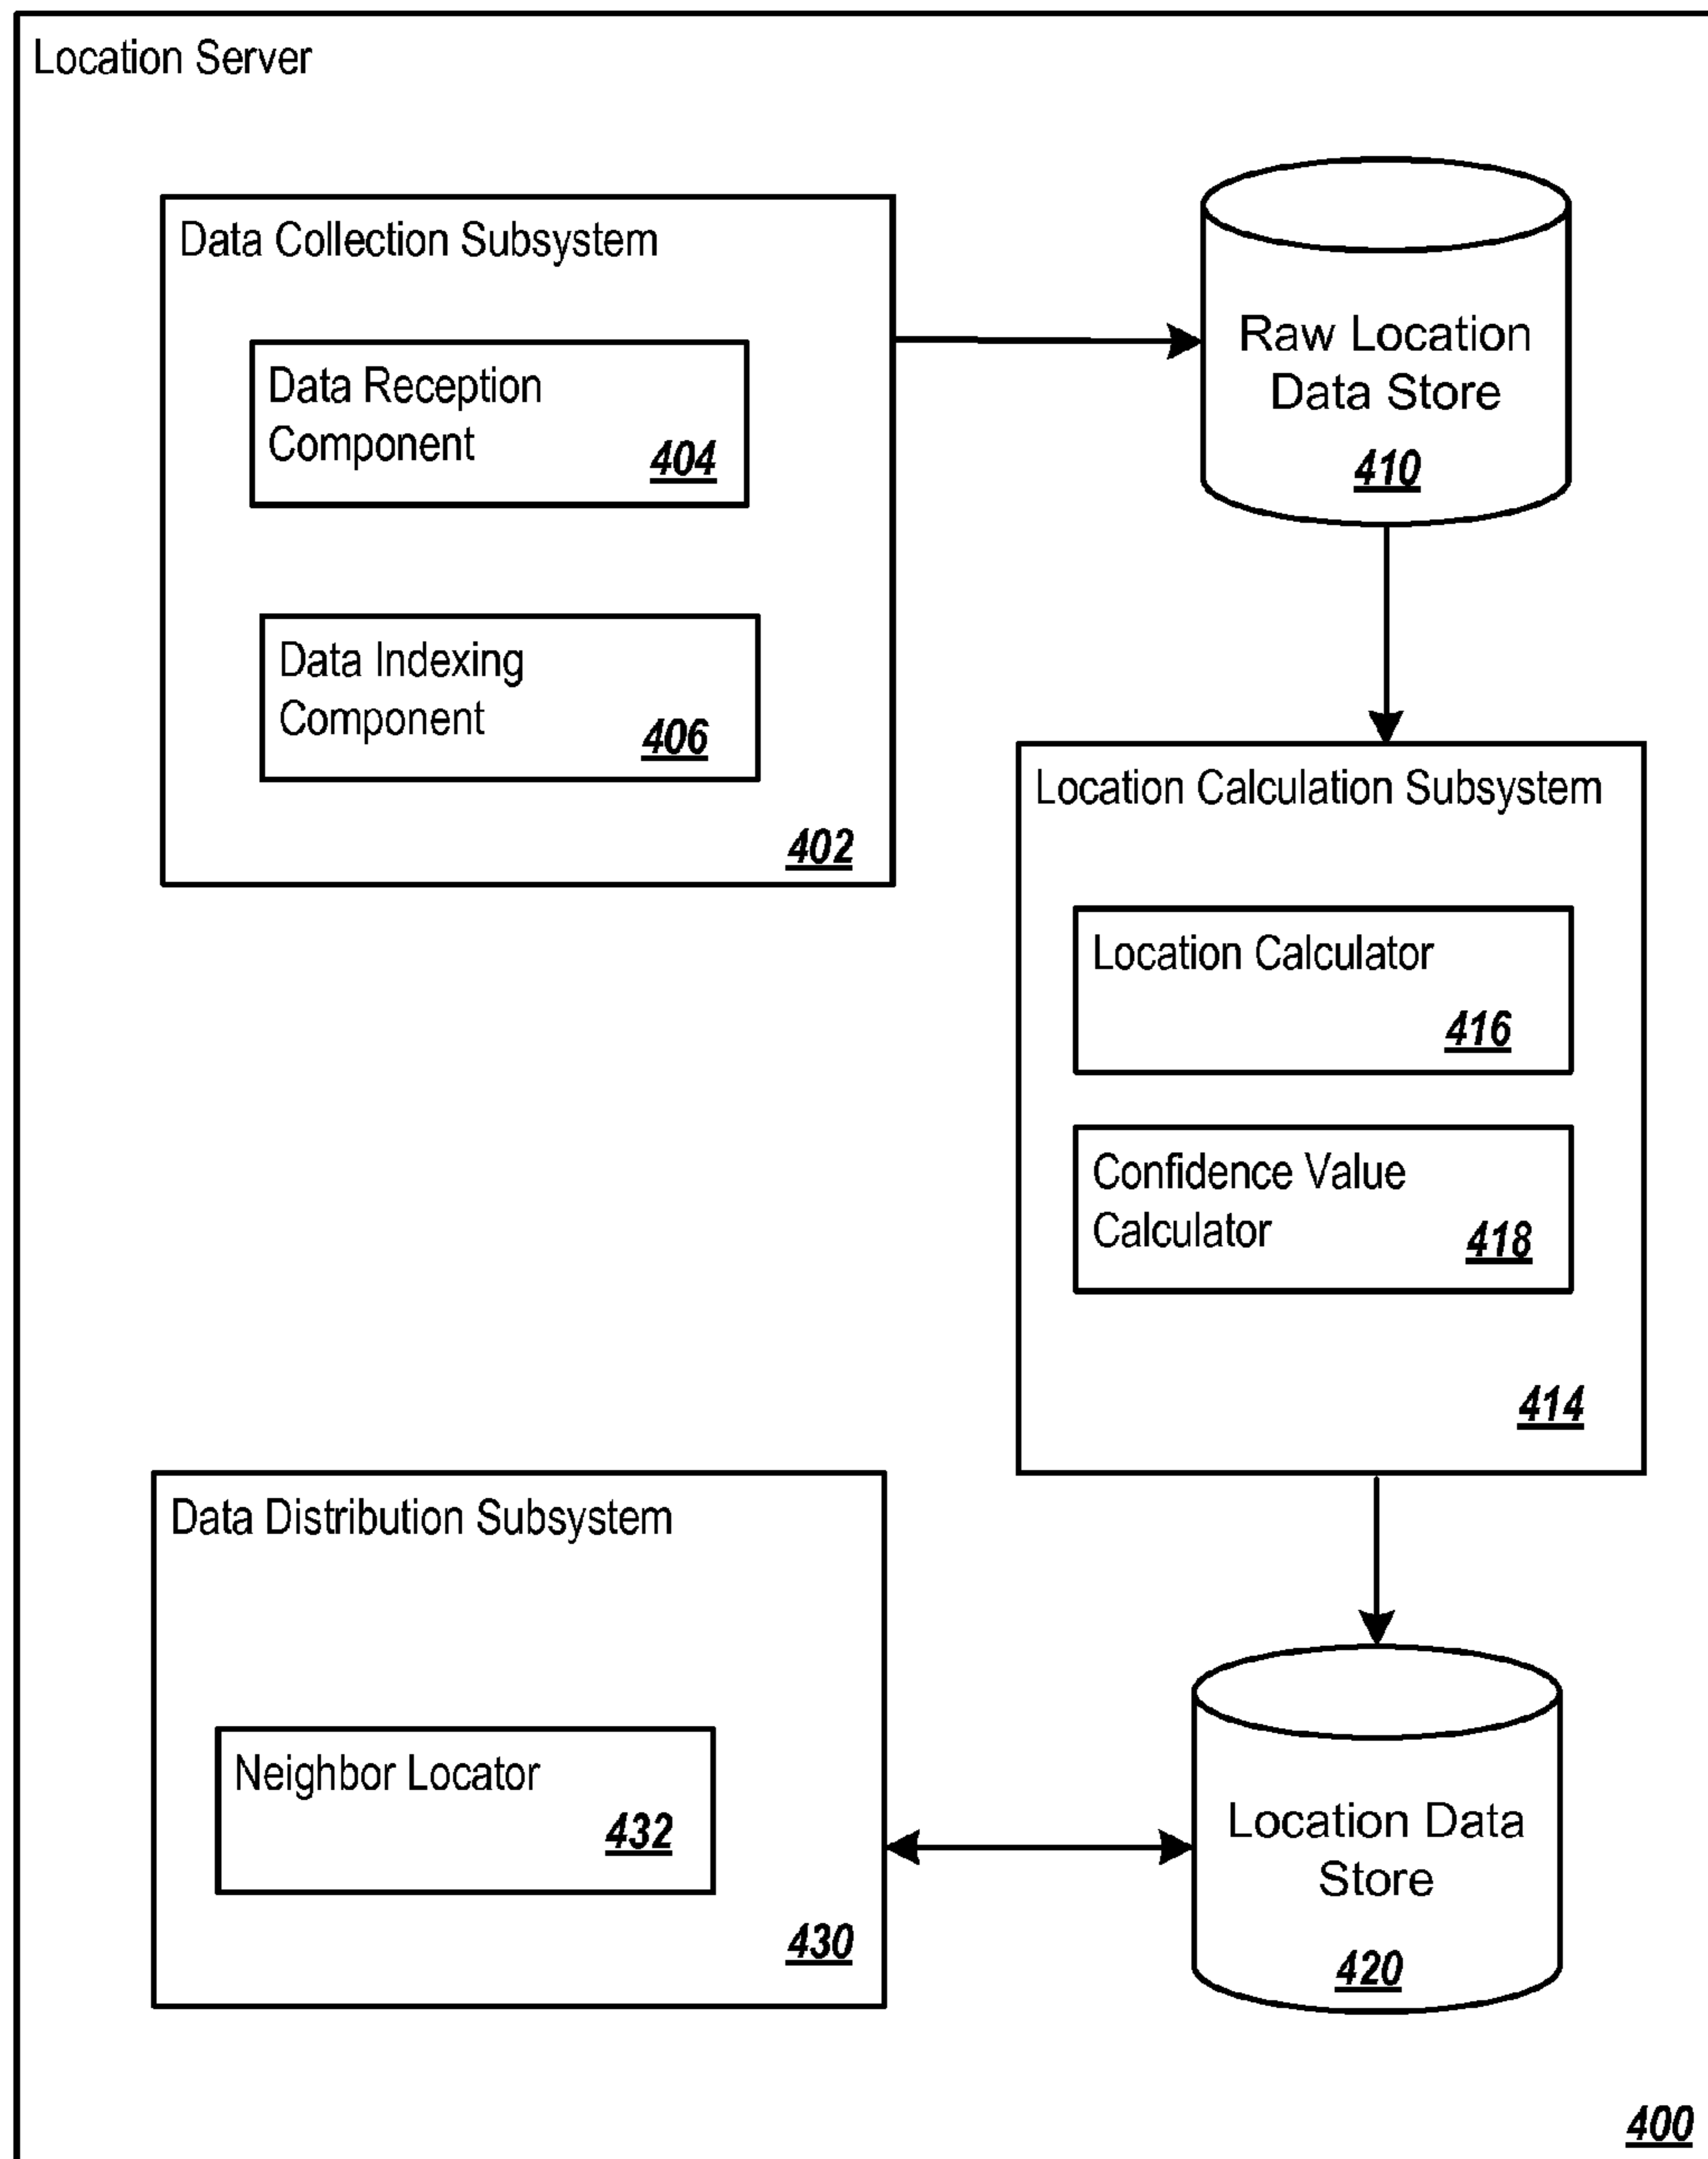 Location Server
Data Collection Subsystem
Data Reception
Component
404
Data Indexing
Component
406
402
Raw Location
Data Store
410
Location Calculation Subsystem
Location Calculator
416
Confidence Value
Calculator
418
414
Data Distribution Subsystem
Neighbor Locator
432
430
Location Data
Store
420
400